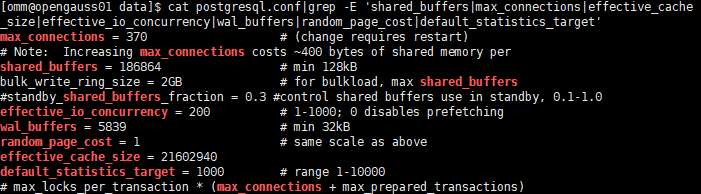 [omm@opengauss01 data]$ cat postgresql.conf|grep -E 'shared_buffers|max_connections|effective_cache
_size|effective_io_concurrency|wal_buffers|random_page_cost|default_statistics_target'
max_connections = 370 # (change requires restart)
# Note: Increasing max_connections costs ~400 bytes of shared memory per
shared_buffers = 186864 # min 128kB
bulk_write_ring_size = 2GB # for bulkload, max shared_buffers
#standby_shared_buffers_fraction = 0.3 #control shared buffers use in standby, 0.1-1.0
effective_io_concurrency = 200 # 1-1000; 0 disables prefetching
wal_buffers = 5839 # min 32kB
random_page_cost = 1 # same scale as above
effective_cache_size = 21602940
default_statistics_target = 1000 # range 1-10000
# max_locks_per_transaction * (max_connections + max_prepared_transactions)